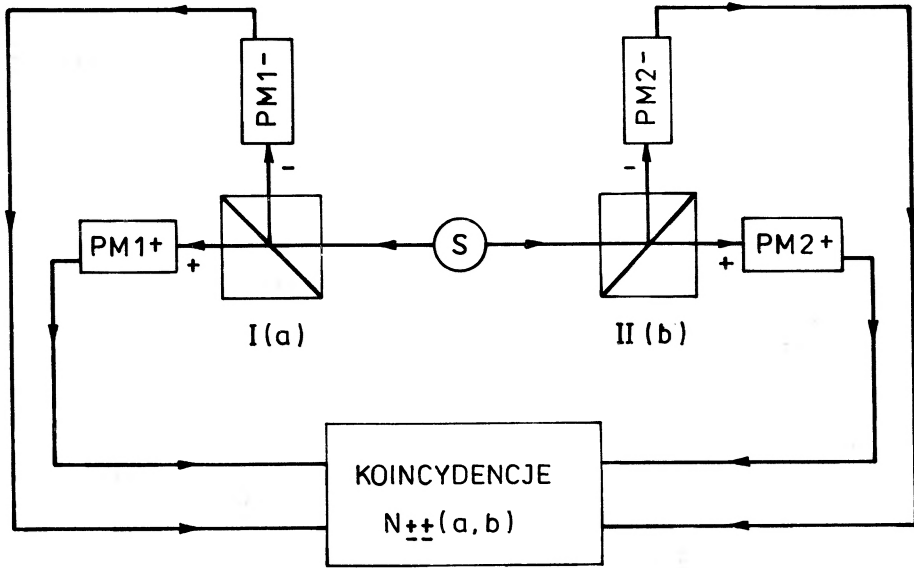 PM1−
PM2−
−
−
PM1+
+
S
+
PM2+
I(a)
II(b)
KOINCYDENCJE
N±±(a,b)